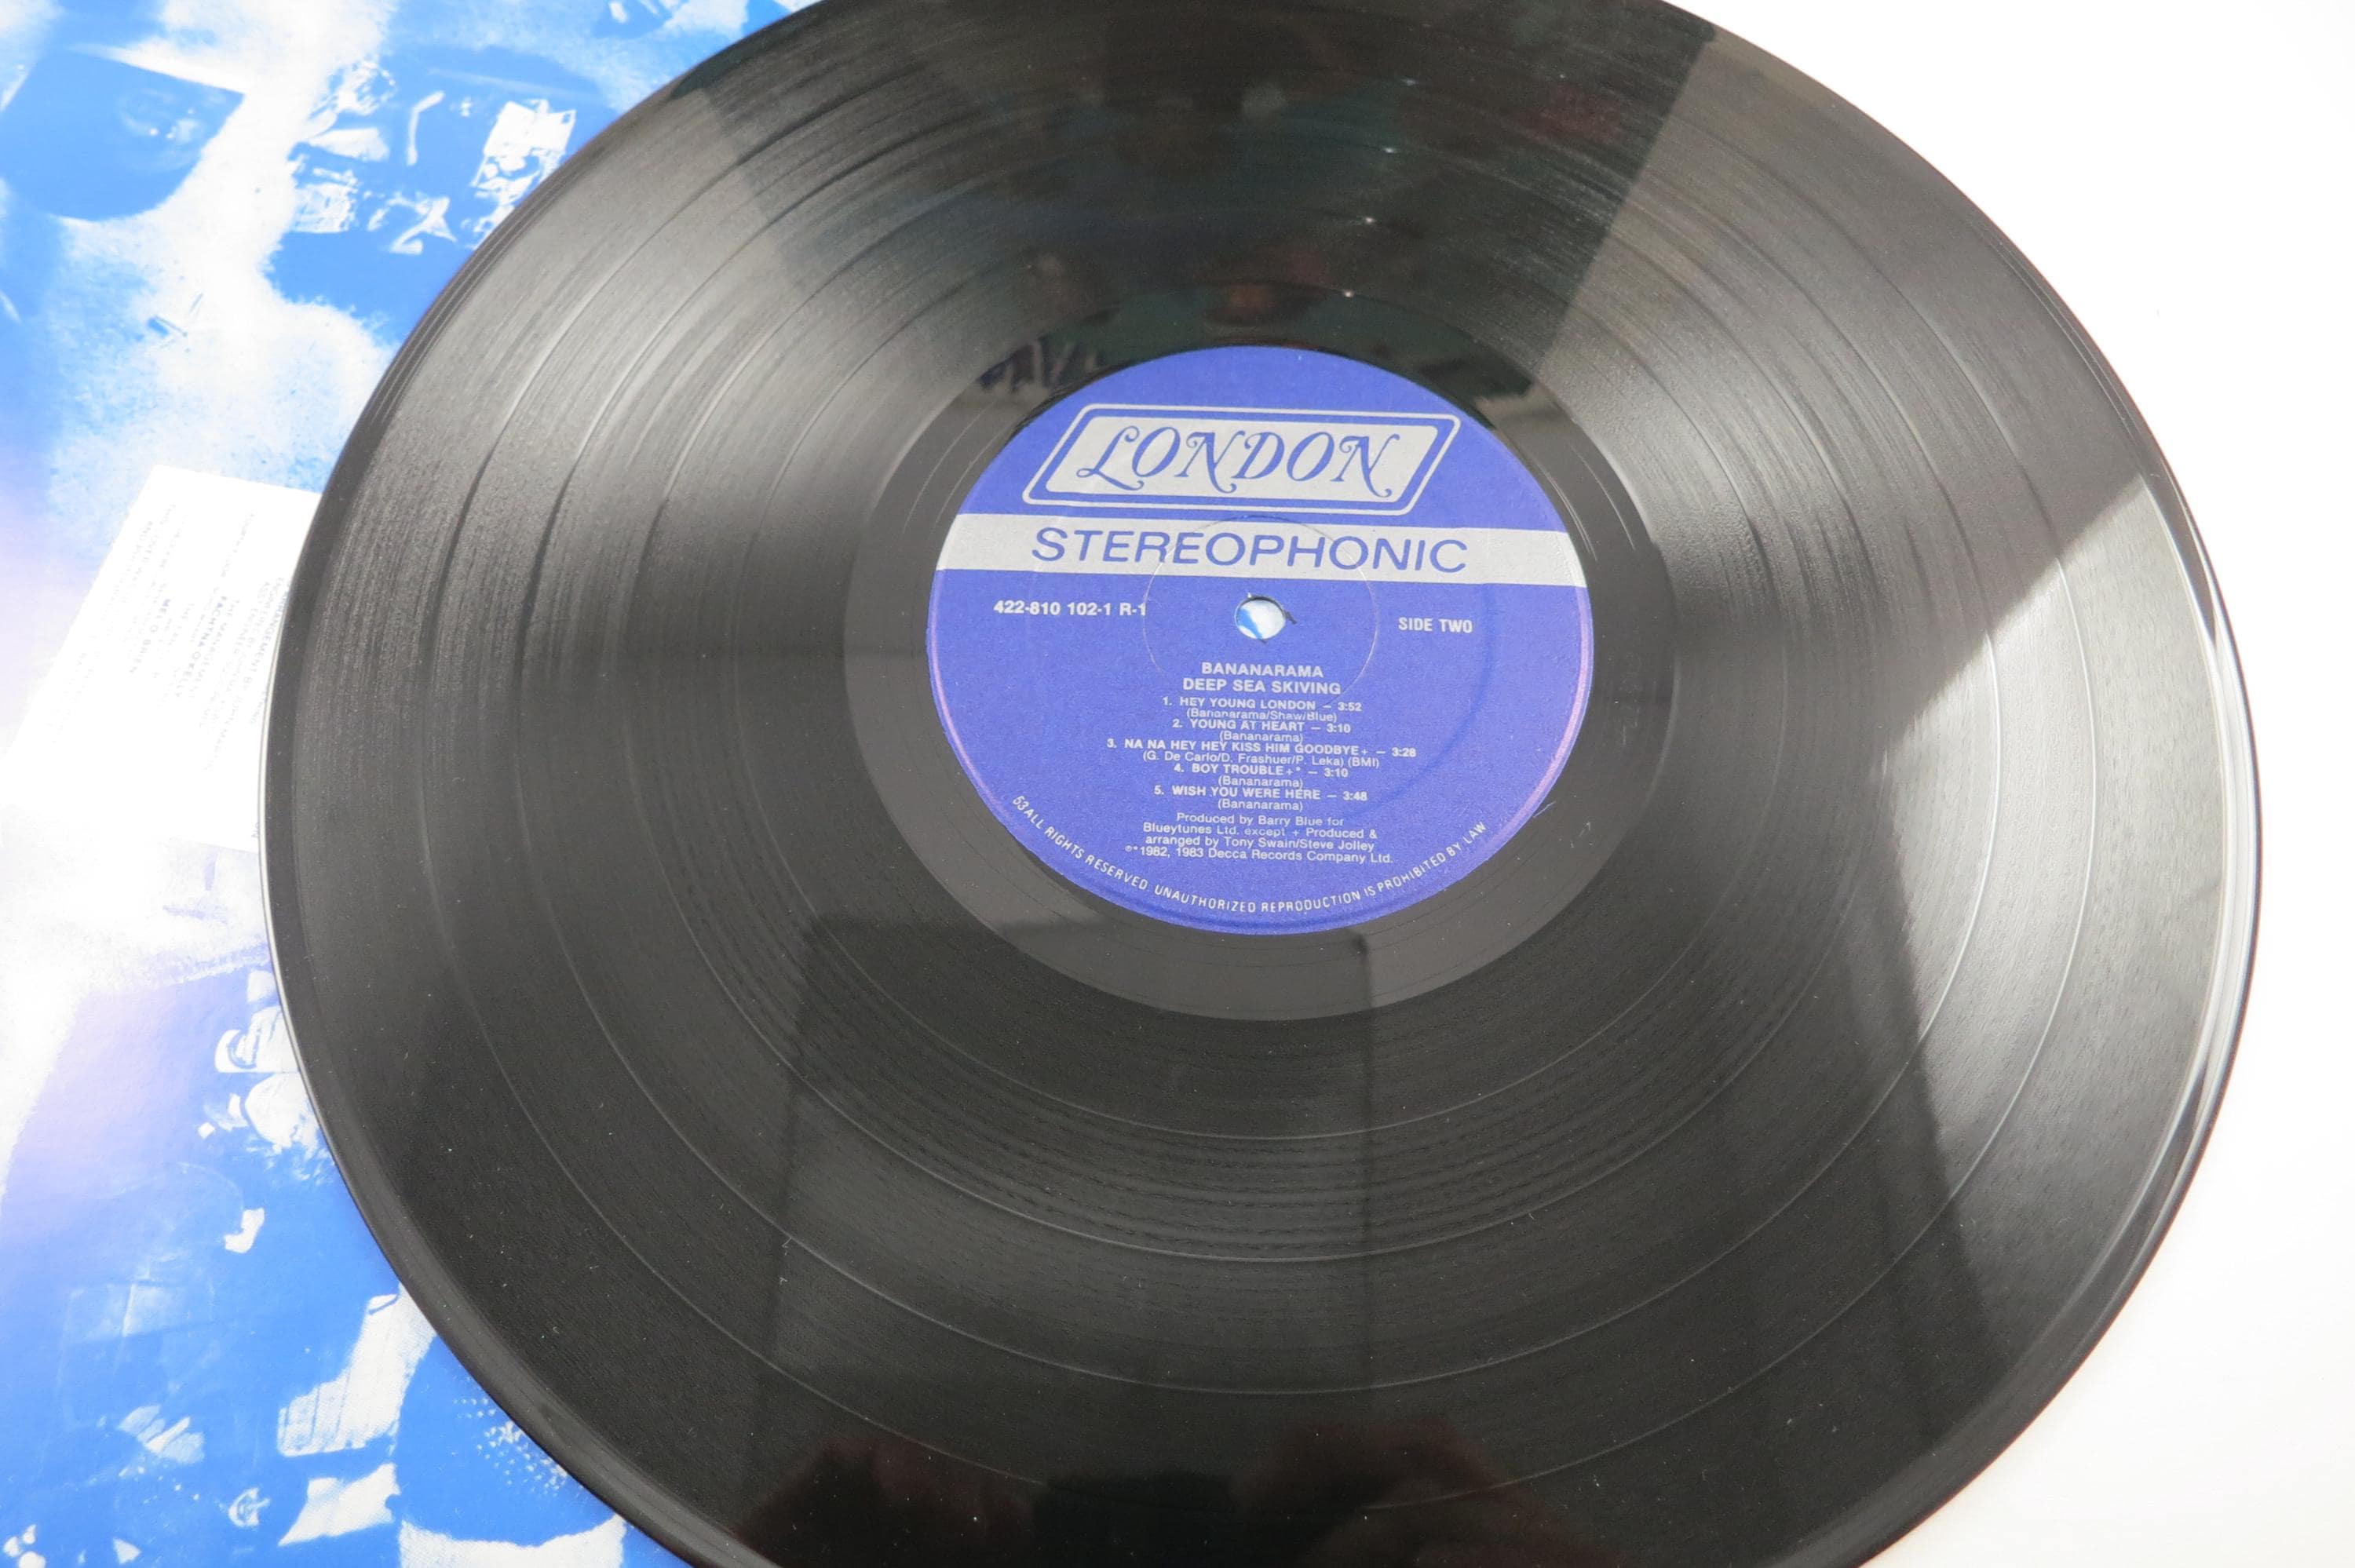 LONDON
STEREOPHONIC
422-810 102-1 R-1
SIDE TWO
BANANARAMA
DEEP SEA SKIVING
1. HEY YOUNG LONDON – 3:52
(Bananarama/Shaw/Blue)
2. YOUNG AT HEART – 3:10
(Bananarama)
3. NA NA HEY HEY KISS HIM GOODBYE+ – 3:28
(G. De Carlo/D. Frashuer/P. Leka) (BMI)
4. BOY TROUBLE+* – 3:10
(Bananarama)
5. WISH YOU WERE HERE – 3:48
(Bananarama)
Produced by Barry Blue for
Blueytunes Ltd. except + Produced &
arranged by Tony Swain/Steve Jolley
℗*1982, 1983 Decca Records Company Ltd.
53 ALL RIGHTS RESERVED UNAUTHORIZED REPRODUCTION IS PROHIBITED BY LAW